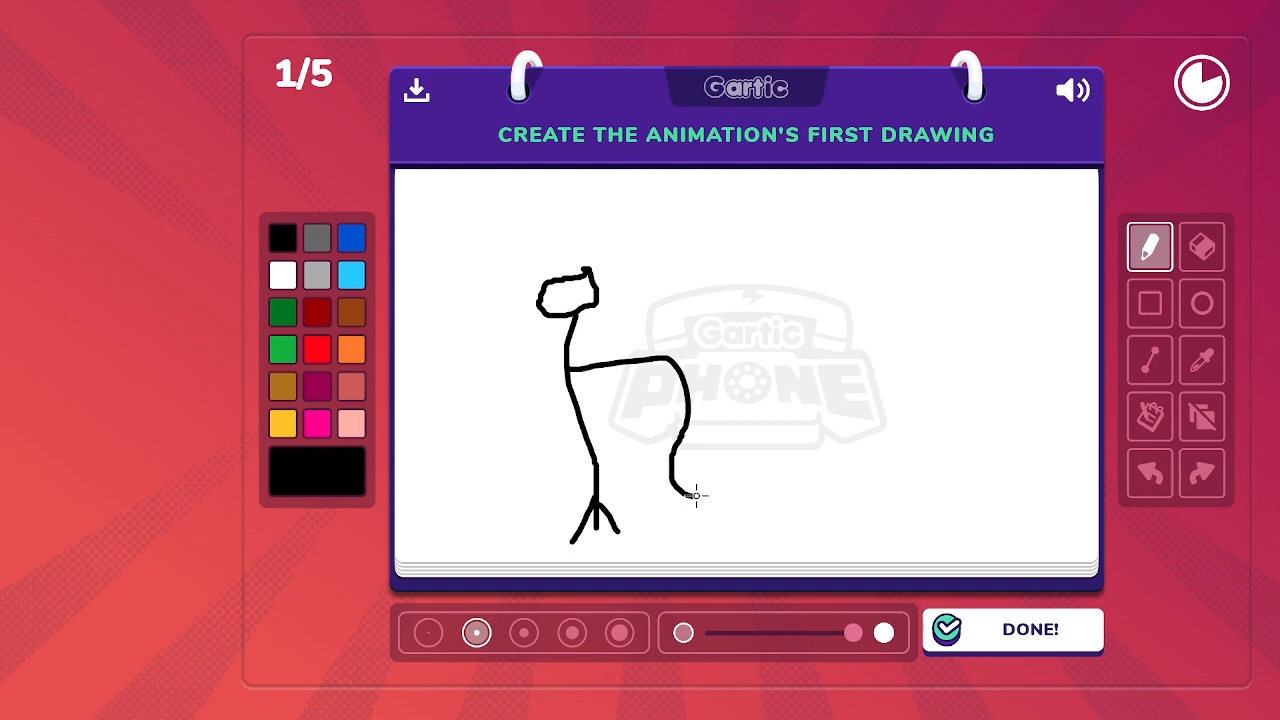 1/5
Gartic
CREATE THE ANIMATION'S FIRST DRAWING
Gartic
PHONE
DONE!